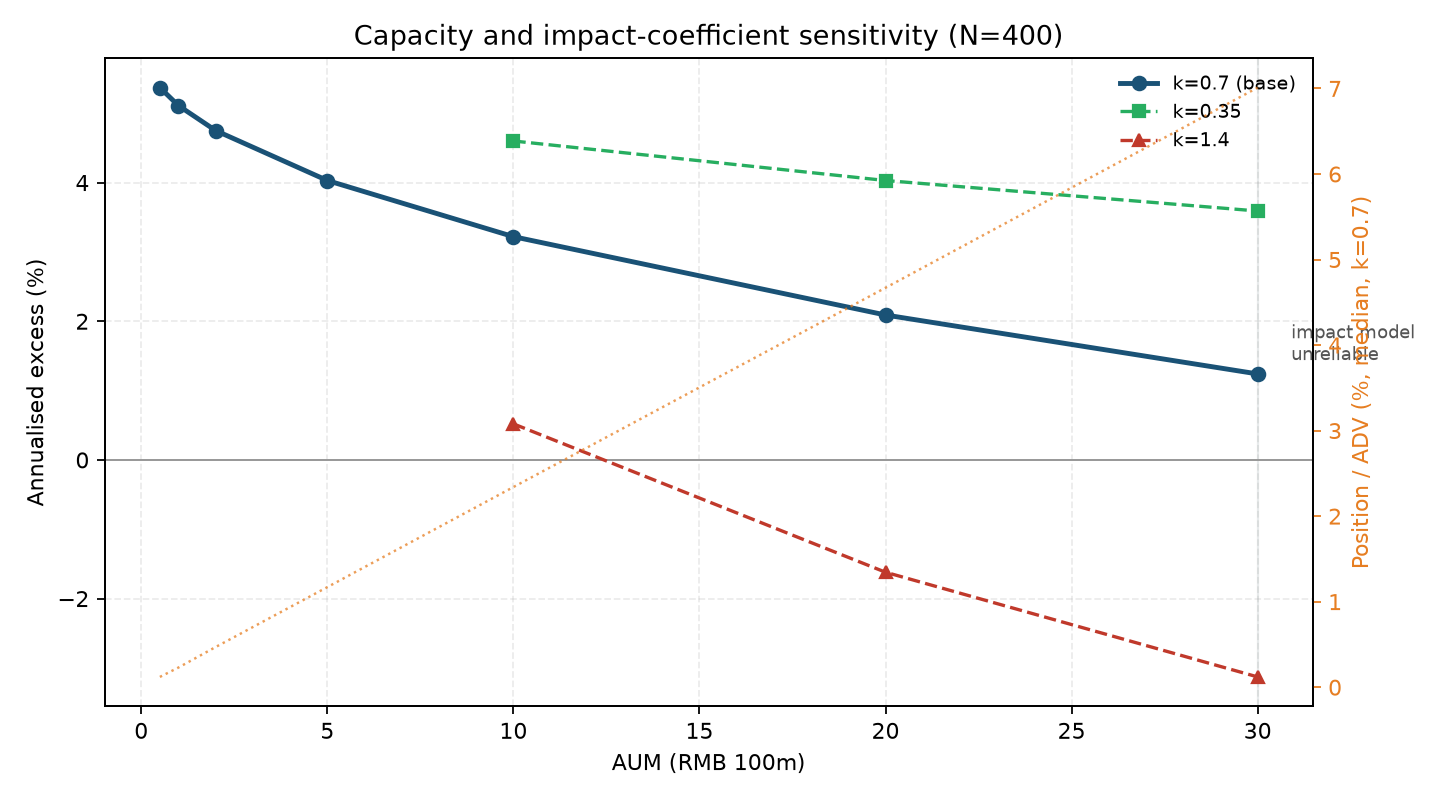 Capacity and impact-coefficient sensitivity (N=400)
k=0.7 (base)
k=0.35
k=1.4
Annualised excess (%)
4
2
0
−2
7
6
5
4
3
2
1
0
Position / ADV (%, median, k=0.7)
impact model
unreliable
0
5
10
15
20
25
30
AUM (RMB 100m)